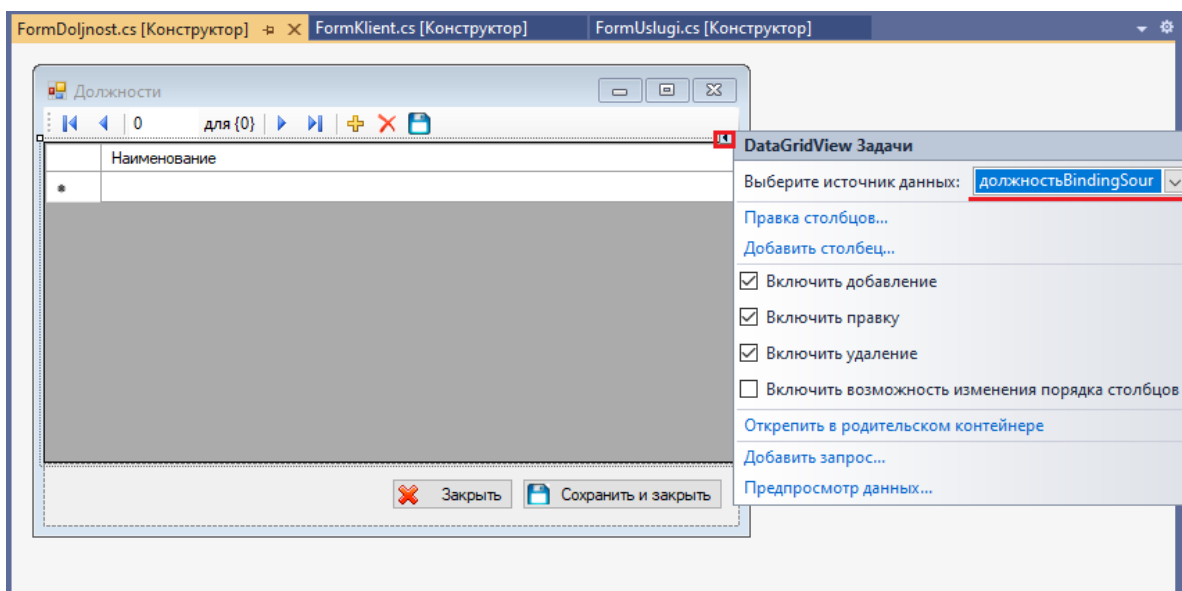 FormDoljnost.cs [Конструктор] FormKlient.cs [Конструктор] FormUslugi.cs [Конструктор]
Должности
0 для {0}
Наименование
DataGridView Задачи
Выберите источник данных: должностьBindingSour
Правка столбцов...
Добавить столбец...
Включить добавление
Включить правку
Включить удаление
Включить возможность изменения порядка столбцов
Открепить в родительском контейнере
Добавить запрос...
Предпросмотр данных...
Закрыть Сохранить и закрыть